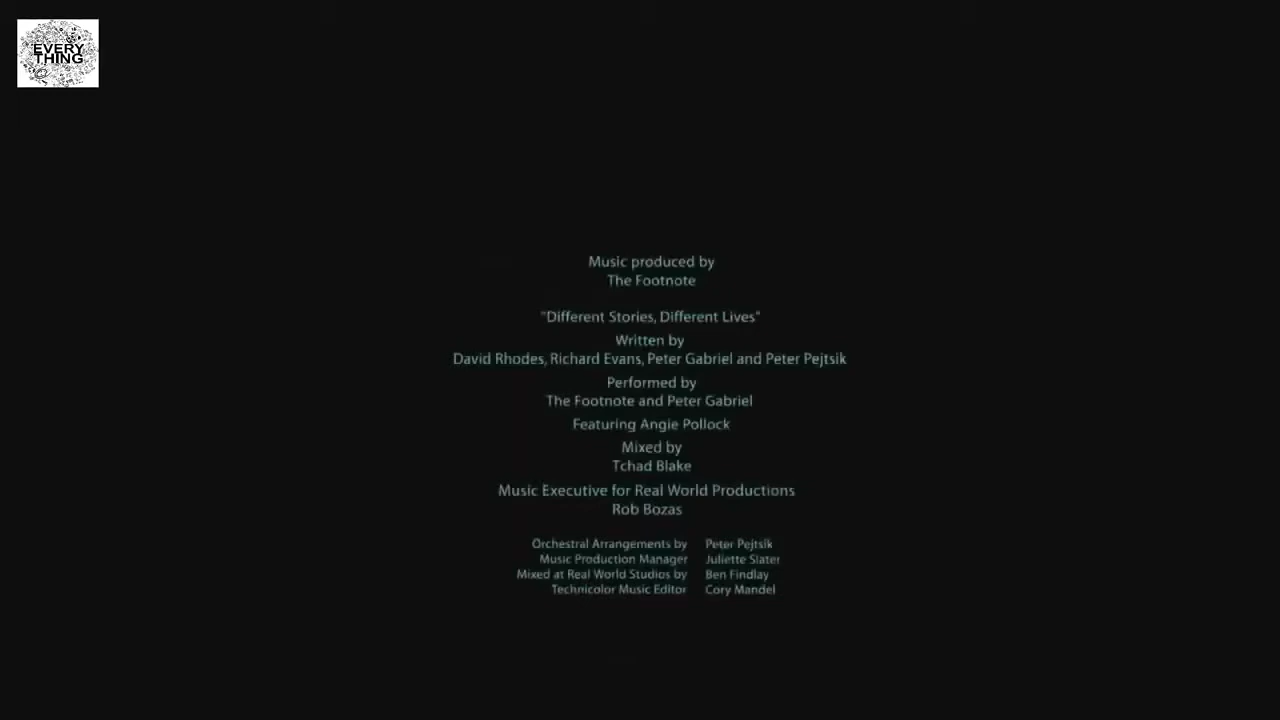 EVERY
THING
Music produced by
The Footnote
"Different Stories, Different Lives"
Written by
David Rhodes, Richard Evans, Peter Gabriel and Peter Pejtsik
Performed by
The Footnote and Peter Gabriel
Featuring Angie Pollock
Mixed by
Tchad Blake
Music Executive for Real World Productions
Rob Bozas
Orchestral Arrangements by Peter Pejtsik
Music Production Manager Juliette Slater
Mixed at Real World Studios by Ben Findlay
Technicolor Music Editor Cory Mandel